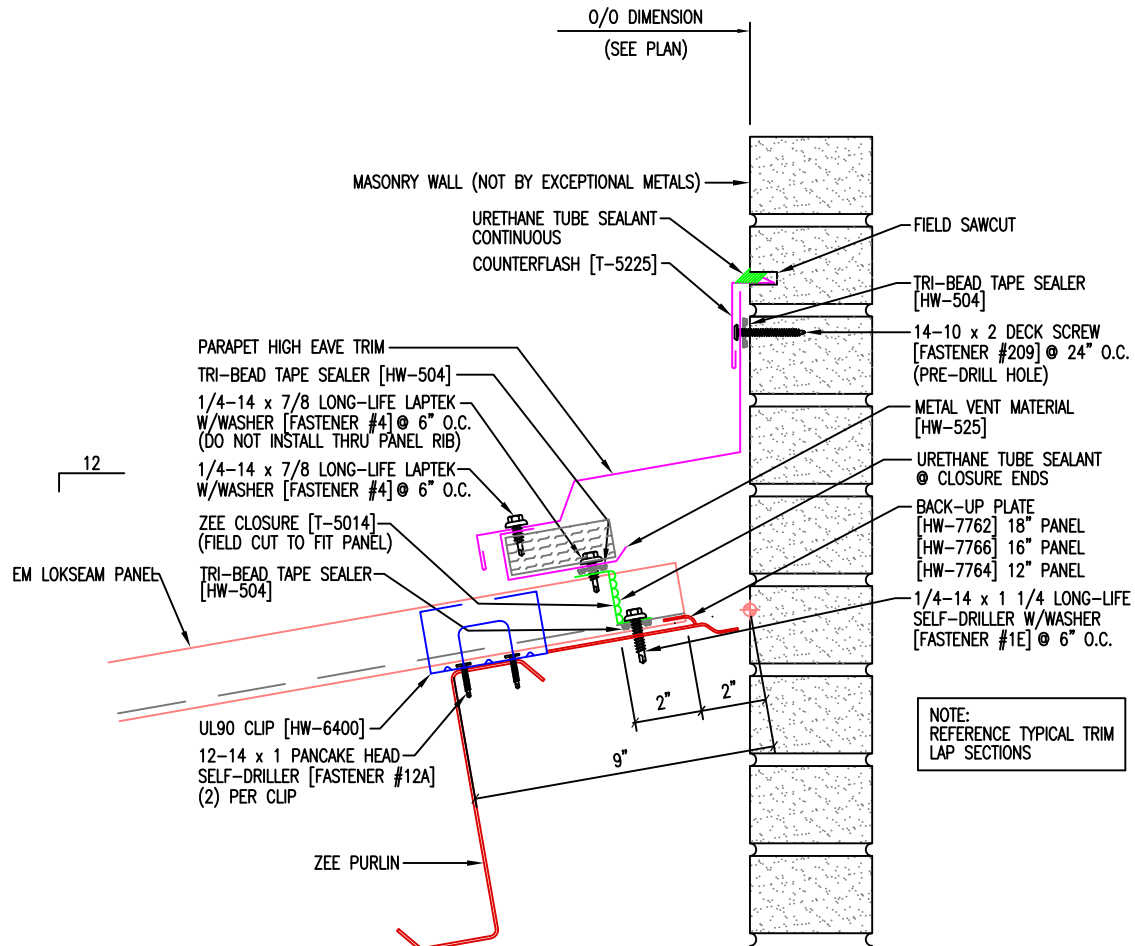 O/O DIMENSION
(SEE PLAN)
MASONRY WALL (NOT BY EXCEPTIONAL METALS)
URETHANE TUBE SEALANT
CONTINUOUS
COUNTERFLASH [T-5225]
FIELD SAWCUT
TRI-BEAD TAPE SEALER
[HW-504]
14-10 x 2 DECK SCREW
[FASTENER #209] @ 24" O.C.
(PRE-DRILL HOLE)
METAL VENT MATERIAL
[HW-525]
URETHANE TUBE SEALANT
@ CLOSURE ENDS
BACK-UP PLATE
[HW-7762] 18" PANEL
[HW-7766] 16" PANEL
[HW-7764] 12" PANEL
1/4-14 x 1 1/4 LONG-LIFE
SELF-DRILLER W/WASHER
[FASTENER #1E] @ 6" O.C.
PARAPET HIGH EAVE TRIM
TRI-BEAD TAPE SEALER [HW-504]
1/4-14 x 7/8 LONG-LIFE LAPTEK
W/WASHER [FASTENER #4] @ 6" O.C.
(DO NOT INSTALL THRU PANEL RIB)
1/4-14 x 7/8 LONG-LIFE LAPTEK
W/WASHER [FASTENER #4] @ 6" O.C.
ZEE CLOSURE [T-5014]
(FIELD CUT TO FIT PANEL)
TRI-BEAD TAPE SEALER
[HW-504]
12
EM LOKSEAM PANEL
UL90 CLIP [HW-6400]
12-14 x 1 PANCAKE HEAD
SELF-DRILLER [FASTENER #12A]
(2) PER CLIP
ZEE PURLIN
2"
2"
9"
NOTE:
REFERENCE TYPICAL TRIM
LAP SECTIONS